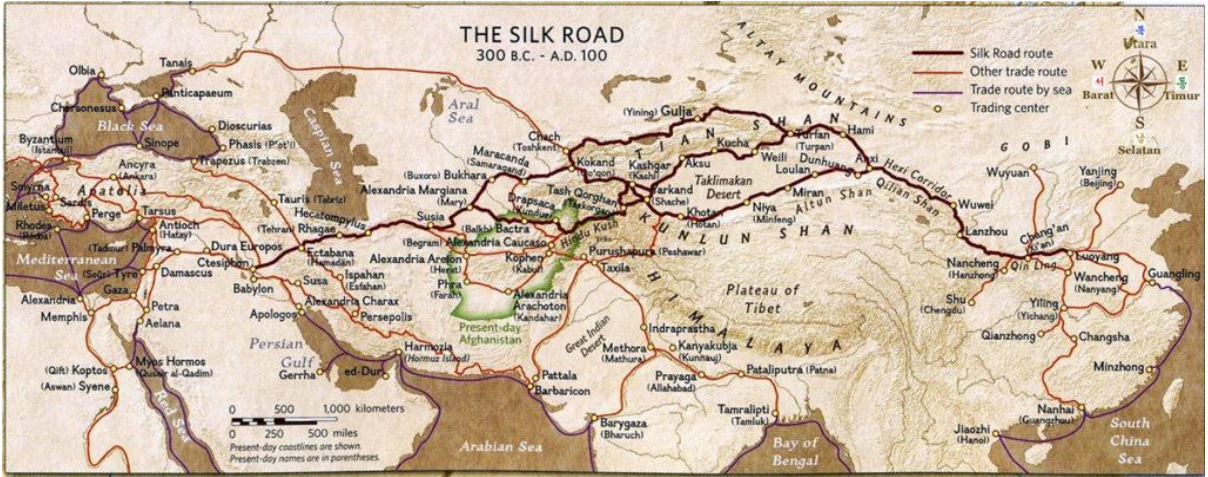 THE SILK ROAD
300 B.C. - A.D. 100
Silk Road route
Other trade route
Trade route by sea
Trading center
N
북
Utara
W
서
Barat
E
동
Timur
S
Selatan
ALTAY MOUNTAINS
Olbia
Tanais
Panticapaeum
Chersonesus
Black Sea
Dioscurias
Phasis (P'ot'i)
Byzantium
(Istanbul)
Sinope
Trapezus (Trabzen)
Caspian Sea
Aral
Sea
Ancyra
(Ankara)
Anatolia
Smyrna
Miletus
Sardis
Perge
Tarsus
Rhodes
(Rodos)
Antioch
(Hatay)
Mediterranean
Sea
(Tadmur) Palmyra
Dura Europos
Ctesiphon
(Soûr) Tyre
Damascus
Gaza
Babylon
Alexandria
Memphis
Petra
Aelana
Apologos
Tauris (Tabriz)
Hecatompylus
(Tehran) Rhagae
Ectabana
(Hamadan)
Ispahan
(Esfahan)
Susa
Alexandria Charax
Persepolis
Persian
Gulf
Gerrha
ed-Dur
Harmozia
(Hormuz Island)
Myos Hormos
(Quseir al-Qadim)
(Qift) Koptos
(Aswan) Syene
Red Sea
0 500 1,000 kilometers
0 250 500 miles
Present-day coastlines are shown.
Present-day names are in parentheses.
Susia
Maracanda
(Samaraqand)
(Buxoro) Bukhara
Alexandria Margiana
(Mary)
Chach
(Toshkent)
Kokand
(Qo'qon)
Drapsaca
(Kunduz)
(Balkh) Bactra
(Begram) Alexandria Caucaso
Alexandria Areion
(Herat)
Kophen
(Kabul)
Phra
(Farah)
Alexandria
Arachoton
(Kandahar)
Present-day
Afghanistan
Hindu Kush
Tash Qorghan
(Taxkorgan)
Kashgar
(Kashi)
Yarkand
(Shache)
Purushapura
(Peshawar)
Taxila
(Yining) Gulja
TIAN SHAN
Aksu
Kucha
Weili
Turfan
(Turpan)
Hami
Taklimakan
Desert
Loulan
Dunhuang
Anxi
Miran
Khotan
(Hotan)
Niya
(Minfeng)
Altun Shan
Qilian Shan
Hexi Corridor
KUNLUN SHAN
HIMALAYA
Plateau of
Tibet
GOBI
Wuyuan
Yanjing
(Beijing)
Wuwei
Lanzhou
Chang'an
(Xi'an)
Luoyang
Nancheng
(Hanzhong)
Qin Ling
Wancheng
(Nanyang)
Guangling
Shu
(Chengdu)
Yiling
(Yichang)
Qianzhong
Changsha
Minzhong
Nanhai
(Guangzhou)
Jiaozhi
(Hanoi)
South
China
Sea
Great Indian
Desert
Indraprastha
Methora
(Mathura)
Kanyakubja
(Kunnauj)
Prayaga
(Allahabad)
Pataliputra (Patna)
Tamralipti
(Tamluk)
Pattala
Barbaricon
Barygaza
(Bharuch)
Arabian Sea
Bay of
Bengal